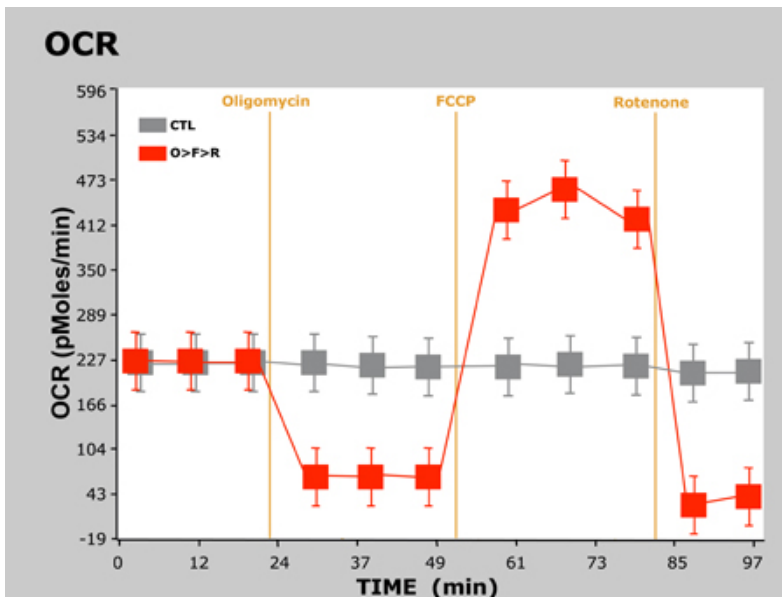 OCR
596
Oligomycin FCCP Rotenone
CTL
534
O>F>R
473
412
350
289
227
166
104
43
-19
OCR (pMoles/min)
0 12 24 37 49 61 73 85 97
TIME (min)